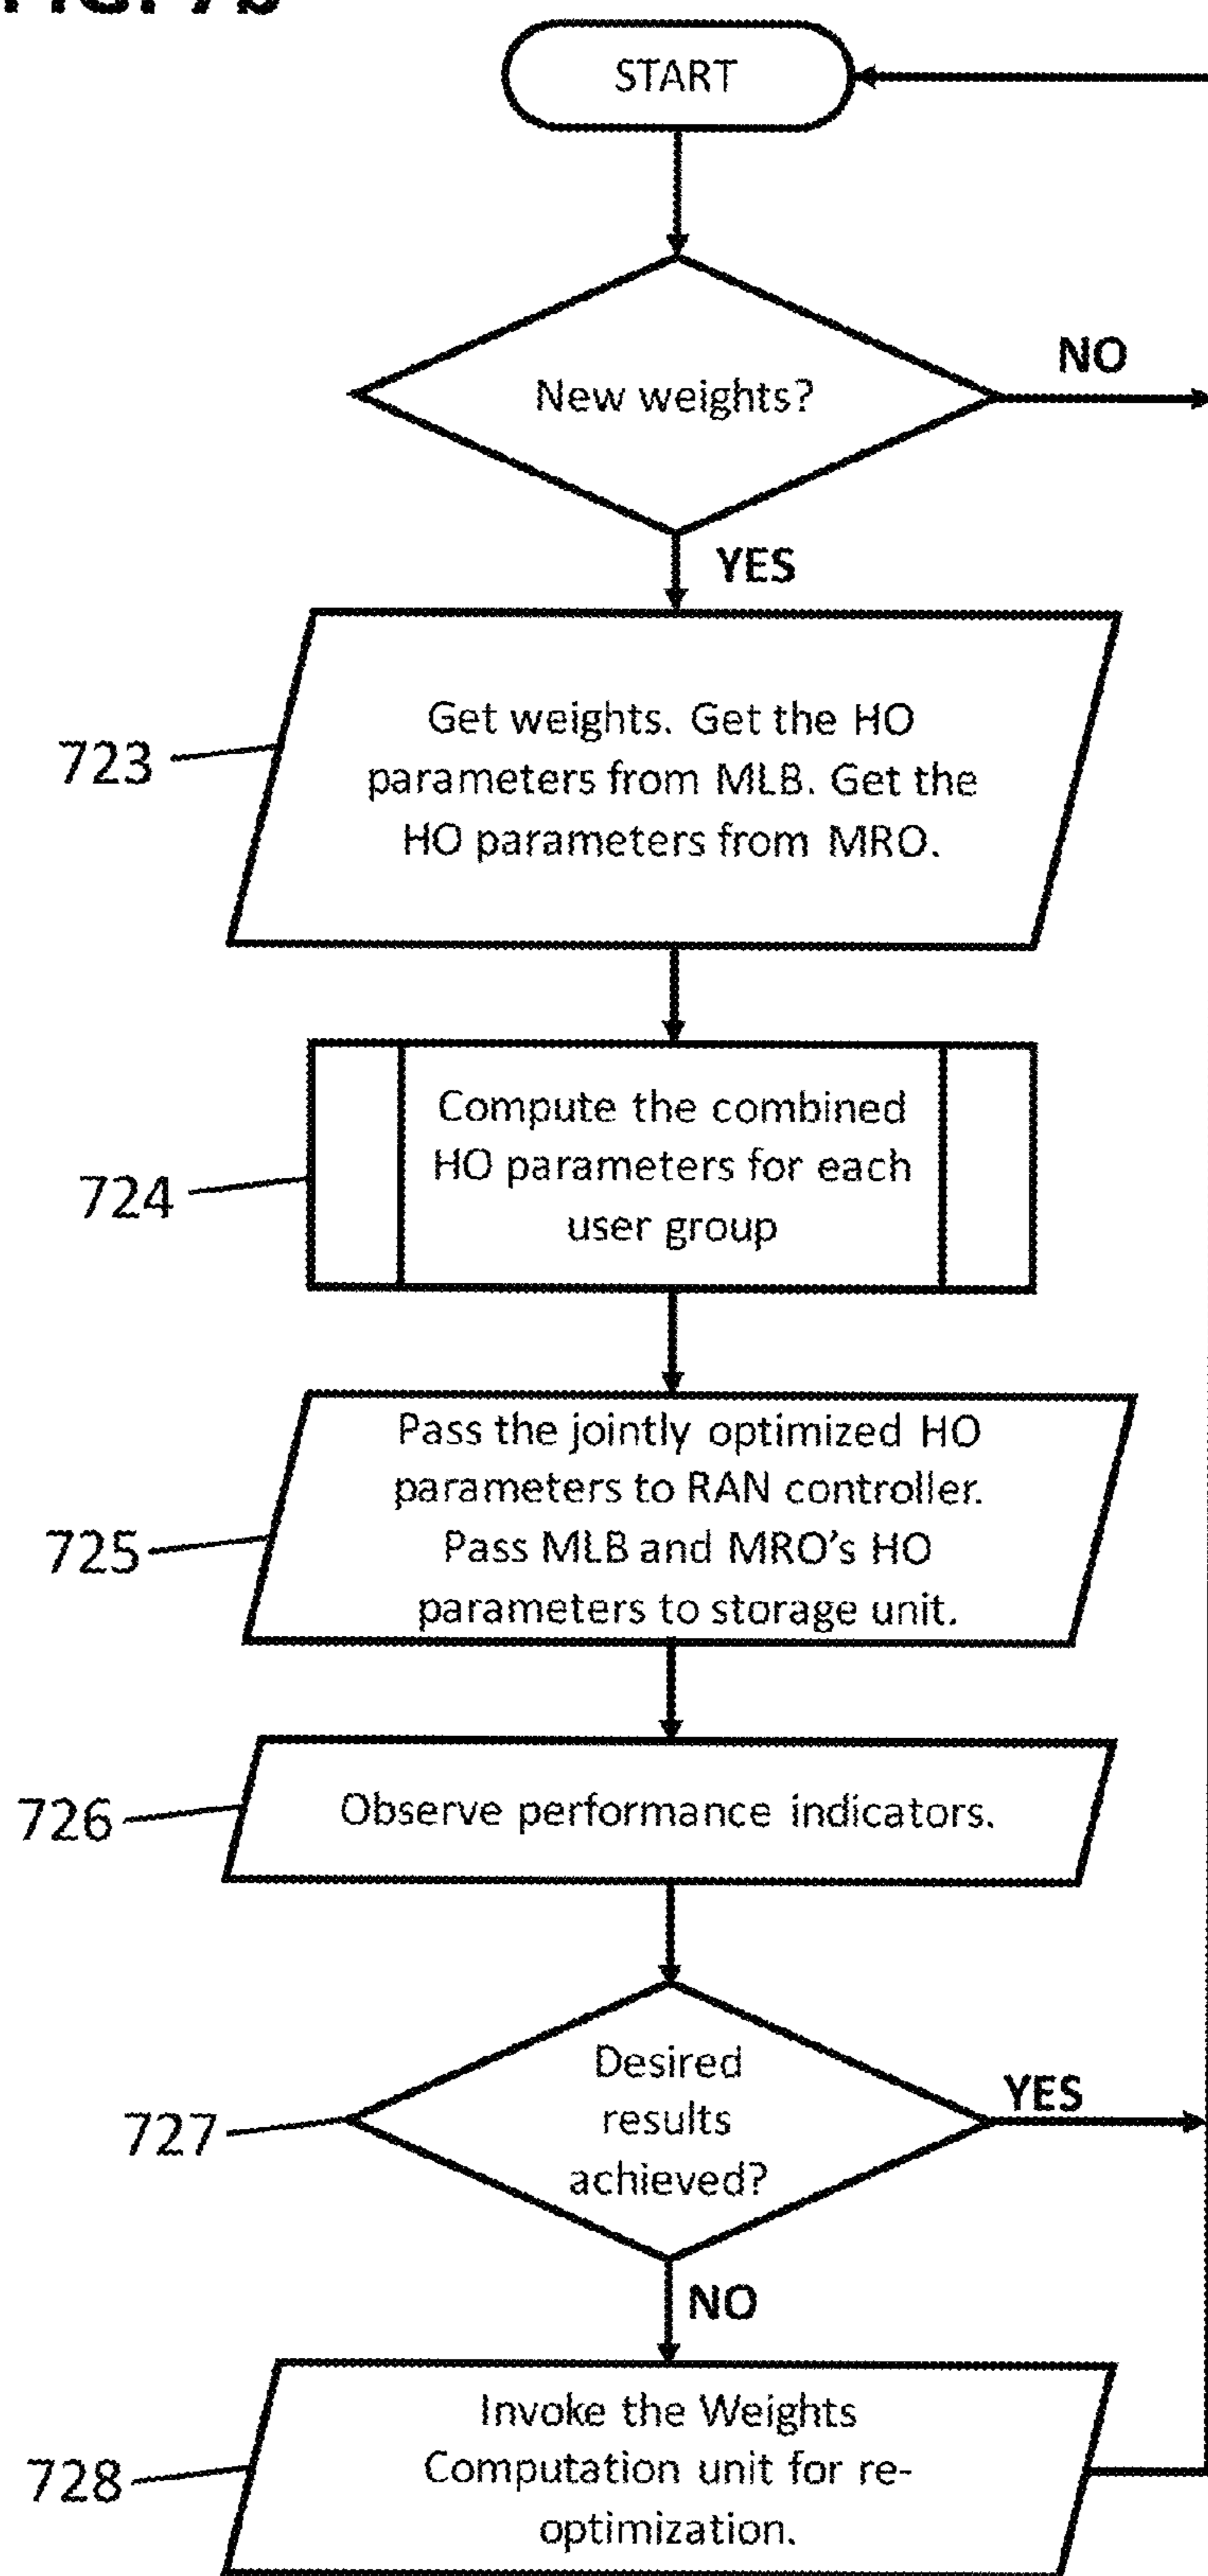 FIG. 7b
START
New weights?
NO
YES
Get weights. Get the HO
parameters from MLB. Get the
HO parameters from MRO.
723
Compute the combined
HO parameters for each
user group
724
Pass the jointly optimized HO
parameters to RAN controller.
Pass MLB and MRO's HO
parameters to storage unit.
725
Observe performance indicators.
726
Desired
results
achieved?
YES
727
NO
Invoke the Weights
Computation unit for re-
optimization.
728